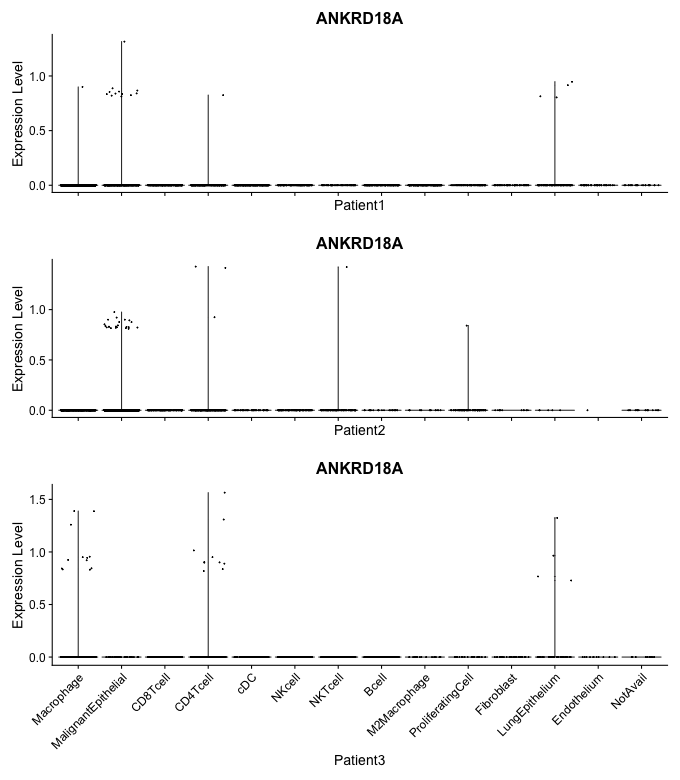 ANKRD18A
Expression Level
1.0
0.5
0.0
Patient1
ANKRD18A
Expression Level
1.0
0.5
0.0
Patient2
ANKRD18A
Expression Level
1.5
1.0
0.5
0.0
Macrophage
MalignantEpithelial
CD8Tcell
CD4Tcell
cDC
NKcell
NKTcell
Bcell
M2Macrophage
ProliferatingCell
Fibroblast
LungEpithelium
Endothelium
NotAvail
Patient3